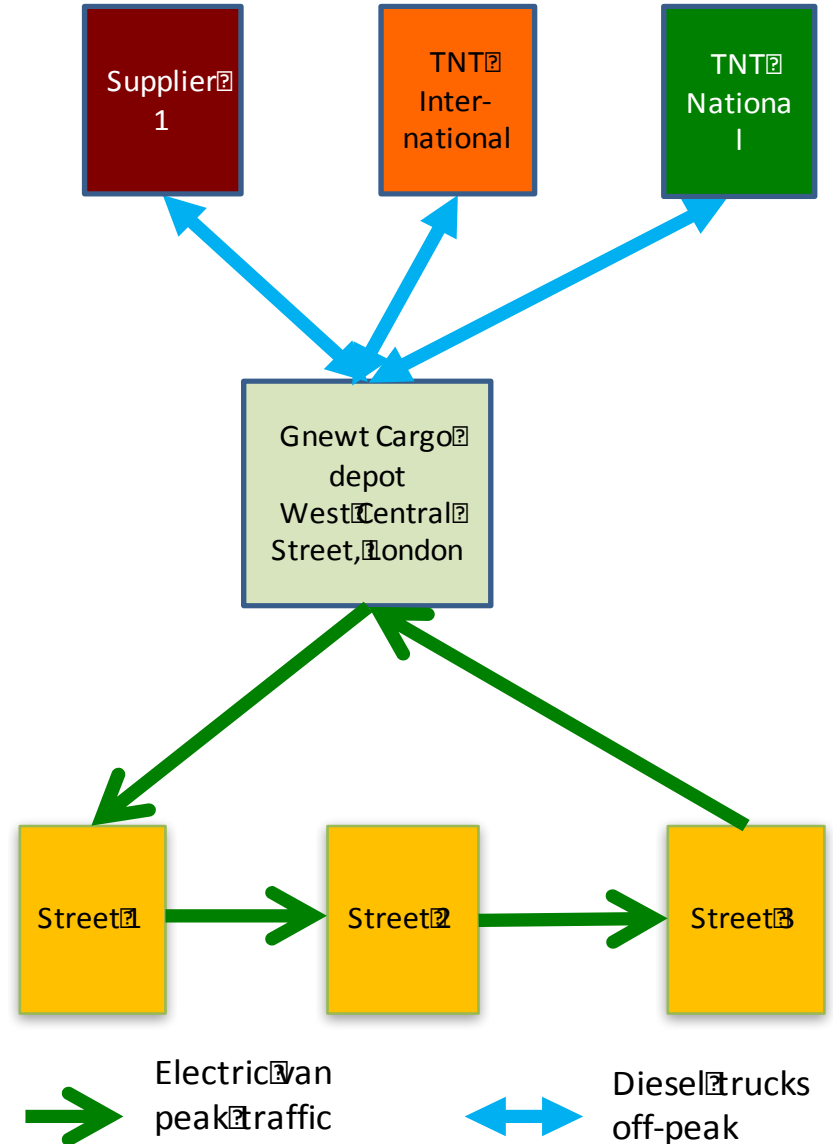 Supplier�
1
TNT�
Inter-
national
TNT�
Nationa
l
Gnewt Cargo�
depot
West�Central�
Street,�London
Street�1
Street�2
Street�3
Electric�van
peak�traffic
Diesel�trucks
off-peak